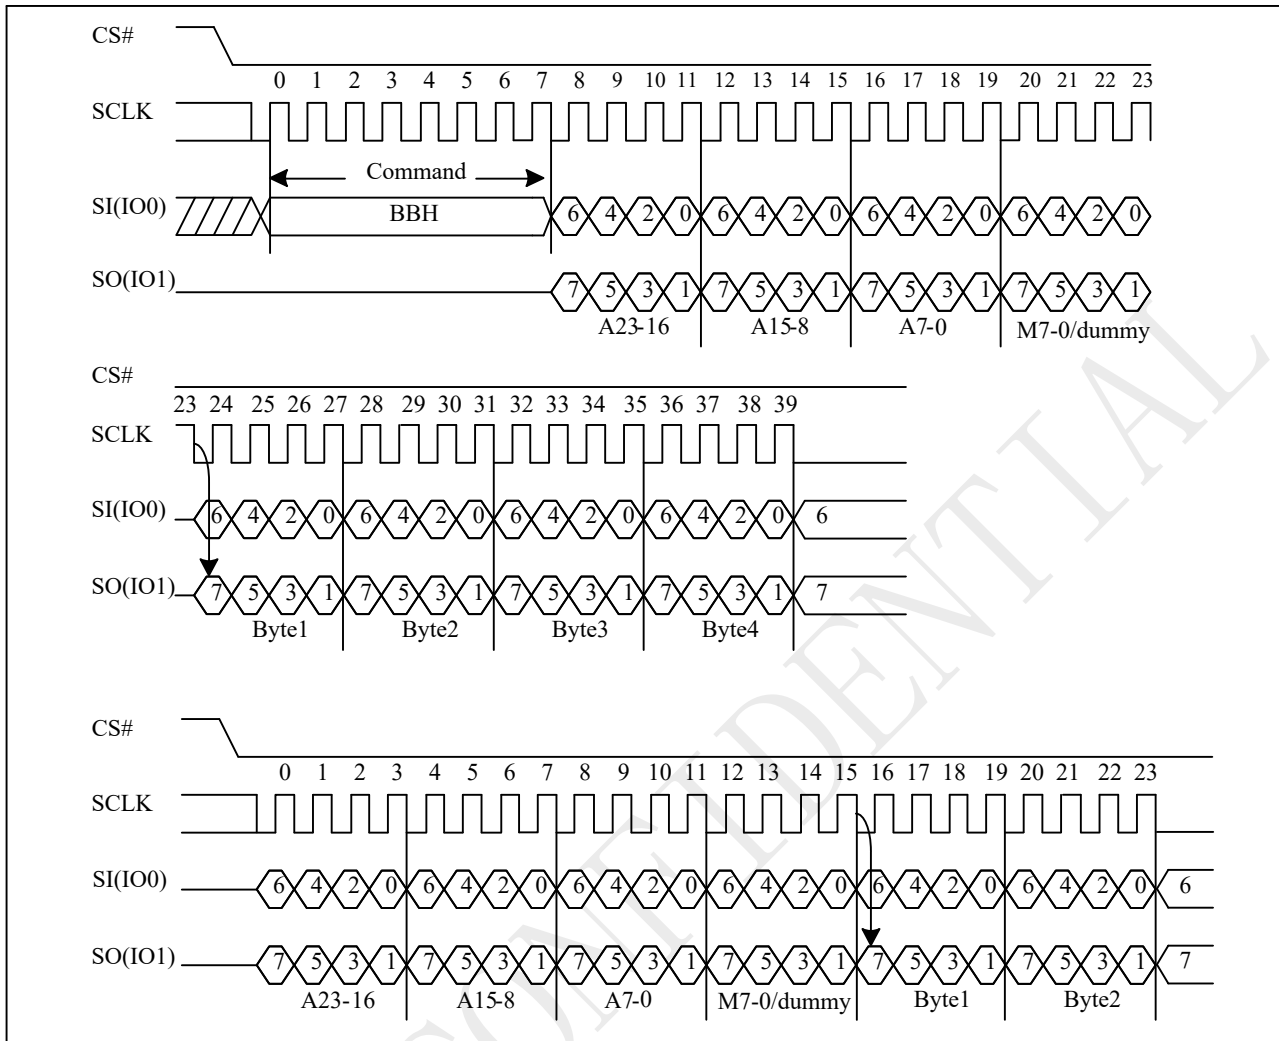 CS#
0 1 2 3 4 5 6 7 8 9 10 11 12 13 14 15 16 17 18 19 20 21 22 23
SCLK
Command
SI(IO0) BBH 6 4 2 0 6 4 2 0 6 4 2 0 6 4 2 0
SO(IO1) 7 5 3 1 7 5 3 1 7 5 3 1 7 5 3 1
A23-16 A15-8 A7-0 M7-0/dummy
CS#
23 24 25 26 27 28 29 30 31 32 33 34 35 36 37 38 39
SCLK
SI(IO0) 6 4 2 0 6 4 2 0 6 4 2 0 6 4 2 0 6
SO(IO1) 7 5 3 1 7 5 3 1 7 5 3 1 7 5 3 1 7
Byte1 Byte2 Byte3 Byte4
CS#
0 1 2 3 4 5 6 7 8 9 10 11 12 13 14 15 16 17 18 19 20 21 22 23
SCLK
SI(IO0) 6 4 2 0 6 4 2 0 6 4 2 0 6 4 2 0 6 4 2 0 6 4 2 0 6
SO(IO1) 7 5 3 1 7 5 3 1 7 5 3 1 7 5 3 1 7 5 3 1 7 5 3 1 7
A23-16 A15-8 A7-0 M7-0/dummy Byte1 Byte2
CONFIDENTIAL